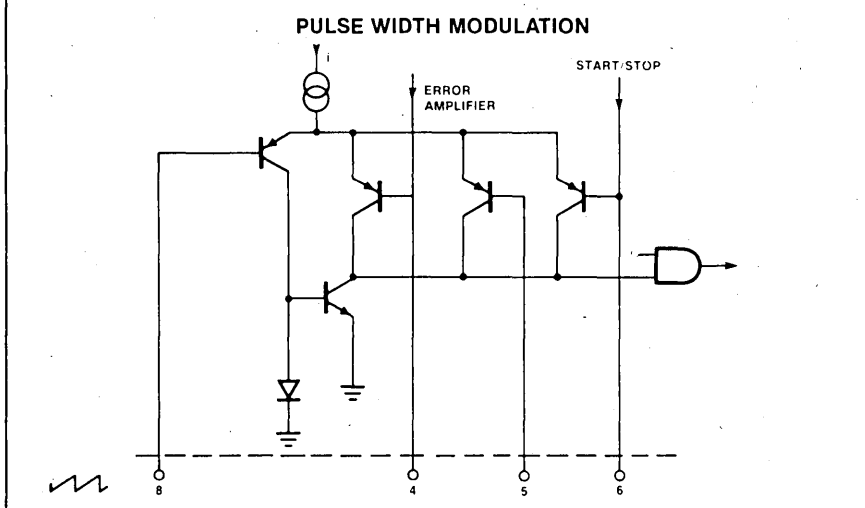 PULSE WIDTH MODULATION
i
START/STOP
ERROR
AMPLIFIER
8
4
5
6